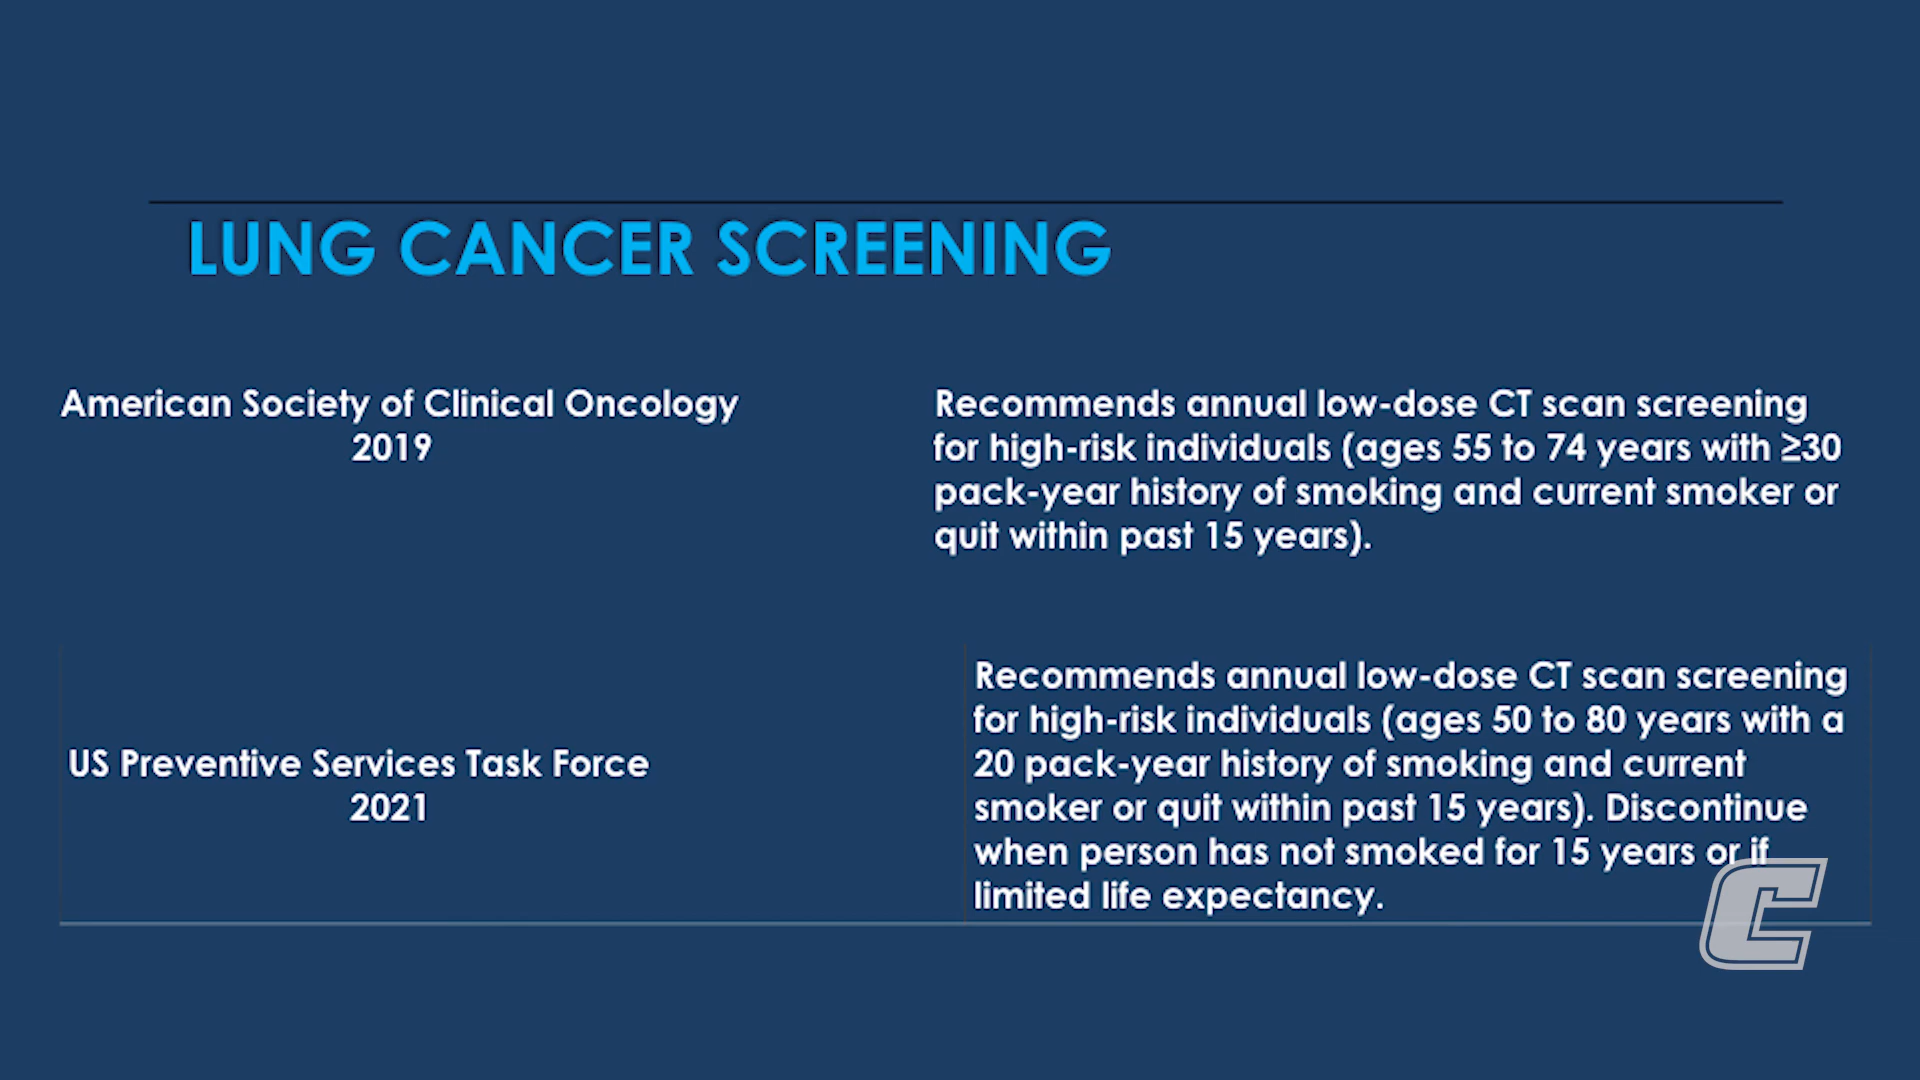 LUNG CANCER SCREENING
American Society of Clinical Oncology
2019
Recommends annual low-dose CT scan screening
for high-risk individuals (ages 55 to 74 years with ≥30
pack-year history of smoking and current smoker or
quit within past 15 years).
US Preventive Services Task Force
2021
Recommends annual low-dose CT scan screening
for high-risk individuals (ages 50 to 80 years with a
20 pack-year history of smoking and current
smoker or quit within past 15 years). Discontinue
when person has not smoked for 15 years or if
limited life expectancy.
C